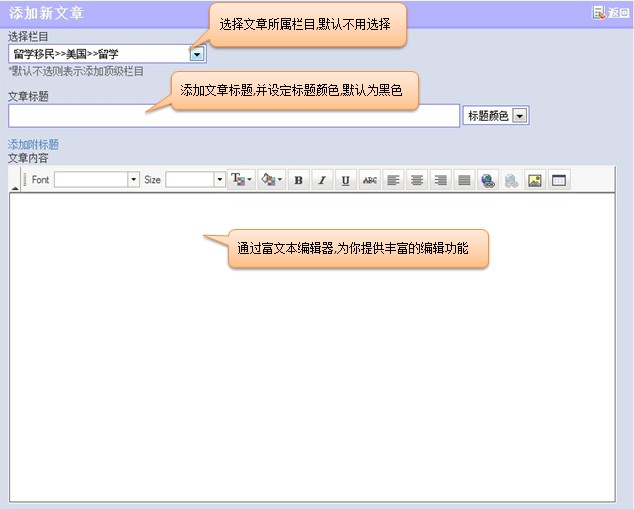 添加新文章
返回
选择文章所属栏目,默认不用选择
选择栏目
留学移民>>美国>>留学
*默认不选则表示添加顶级栏目
添加文章标题,并设定标题颜色,默认为黑色
文章标题
标题颜色
添加附标题
文章内容
Font Size T B I U ABC
通过富文本编辑器,为你提供丰富的编辑功能